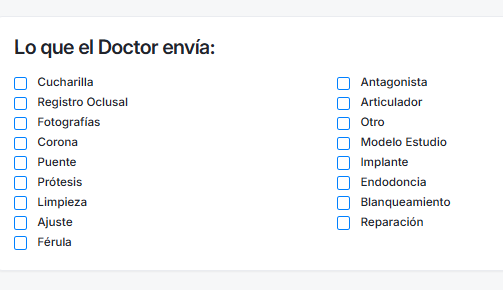 Lo que el Doctor envía:
Cucharilla
Registro Oclusal
Fotografías
Corona
Puente
Prótesis
Limpieza
Ajuste
Férula
Antagonista
Articulador
Otro
Modelo Estudio
Implante
Endodoncia
Blanqueamiento
Reparación